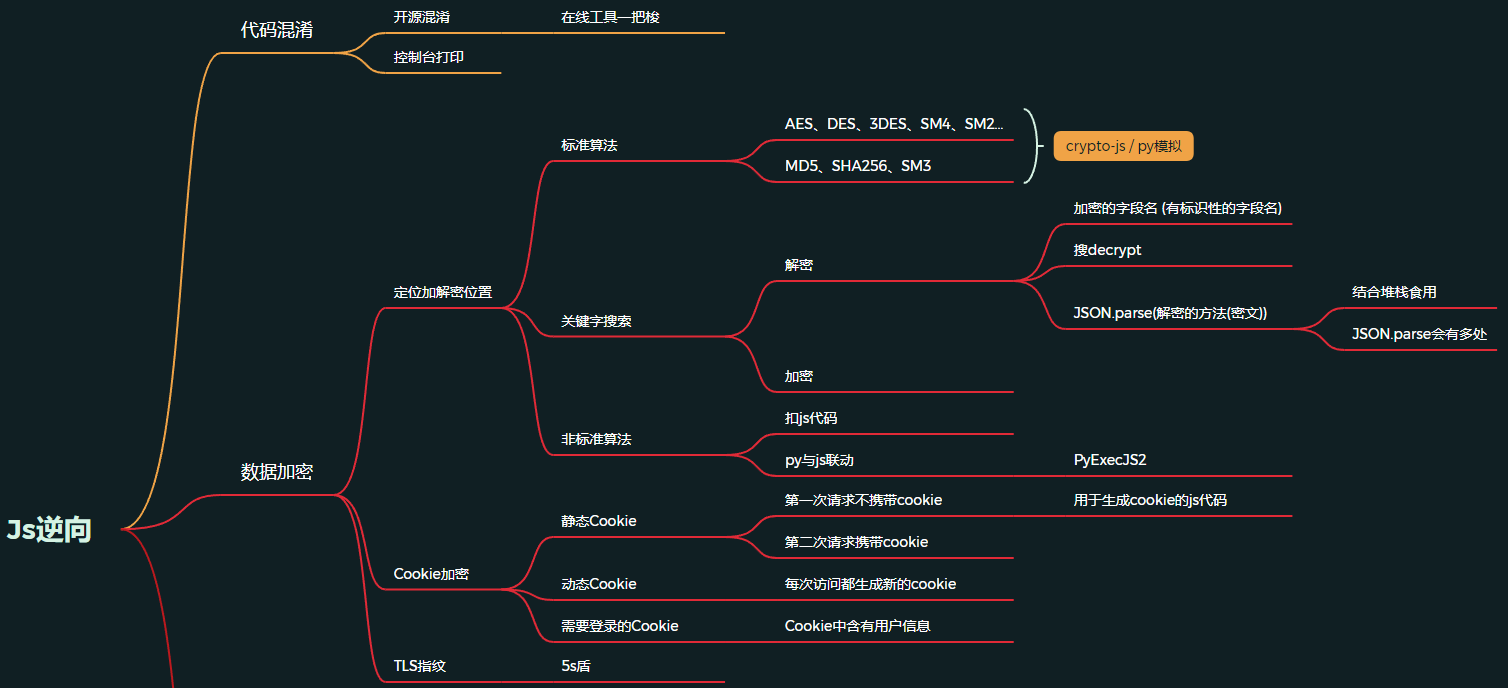 代码混淆
开源混淆
在线工具一把梭
控制台打印
标准算法
AES、DES、3DES、SM4、SM2...
MD5、SHA256、SM3
crypto-js / py模拟
定位加解密位置
关键字搜索
解密
加密的字段名 (有标识性的字段名)
搜decrypt
JSON.parse(解密的方法(密文))
结合堆栈食用
JSON.parse会有多处
加密
非标准算法
扣js代码
py与js联动
PyExecJS2
数据加密
Js逆向
Cookie加密
静态Cookie
第一次请求不携带cookie
用于生成cookie的js代码
第二次请求携带cookie
动态Cookie
每次访问都生成新的cookie
需要登录的Cookie
Cookie中含有用户信息
TLS指纹
5s盾